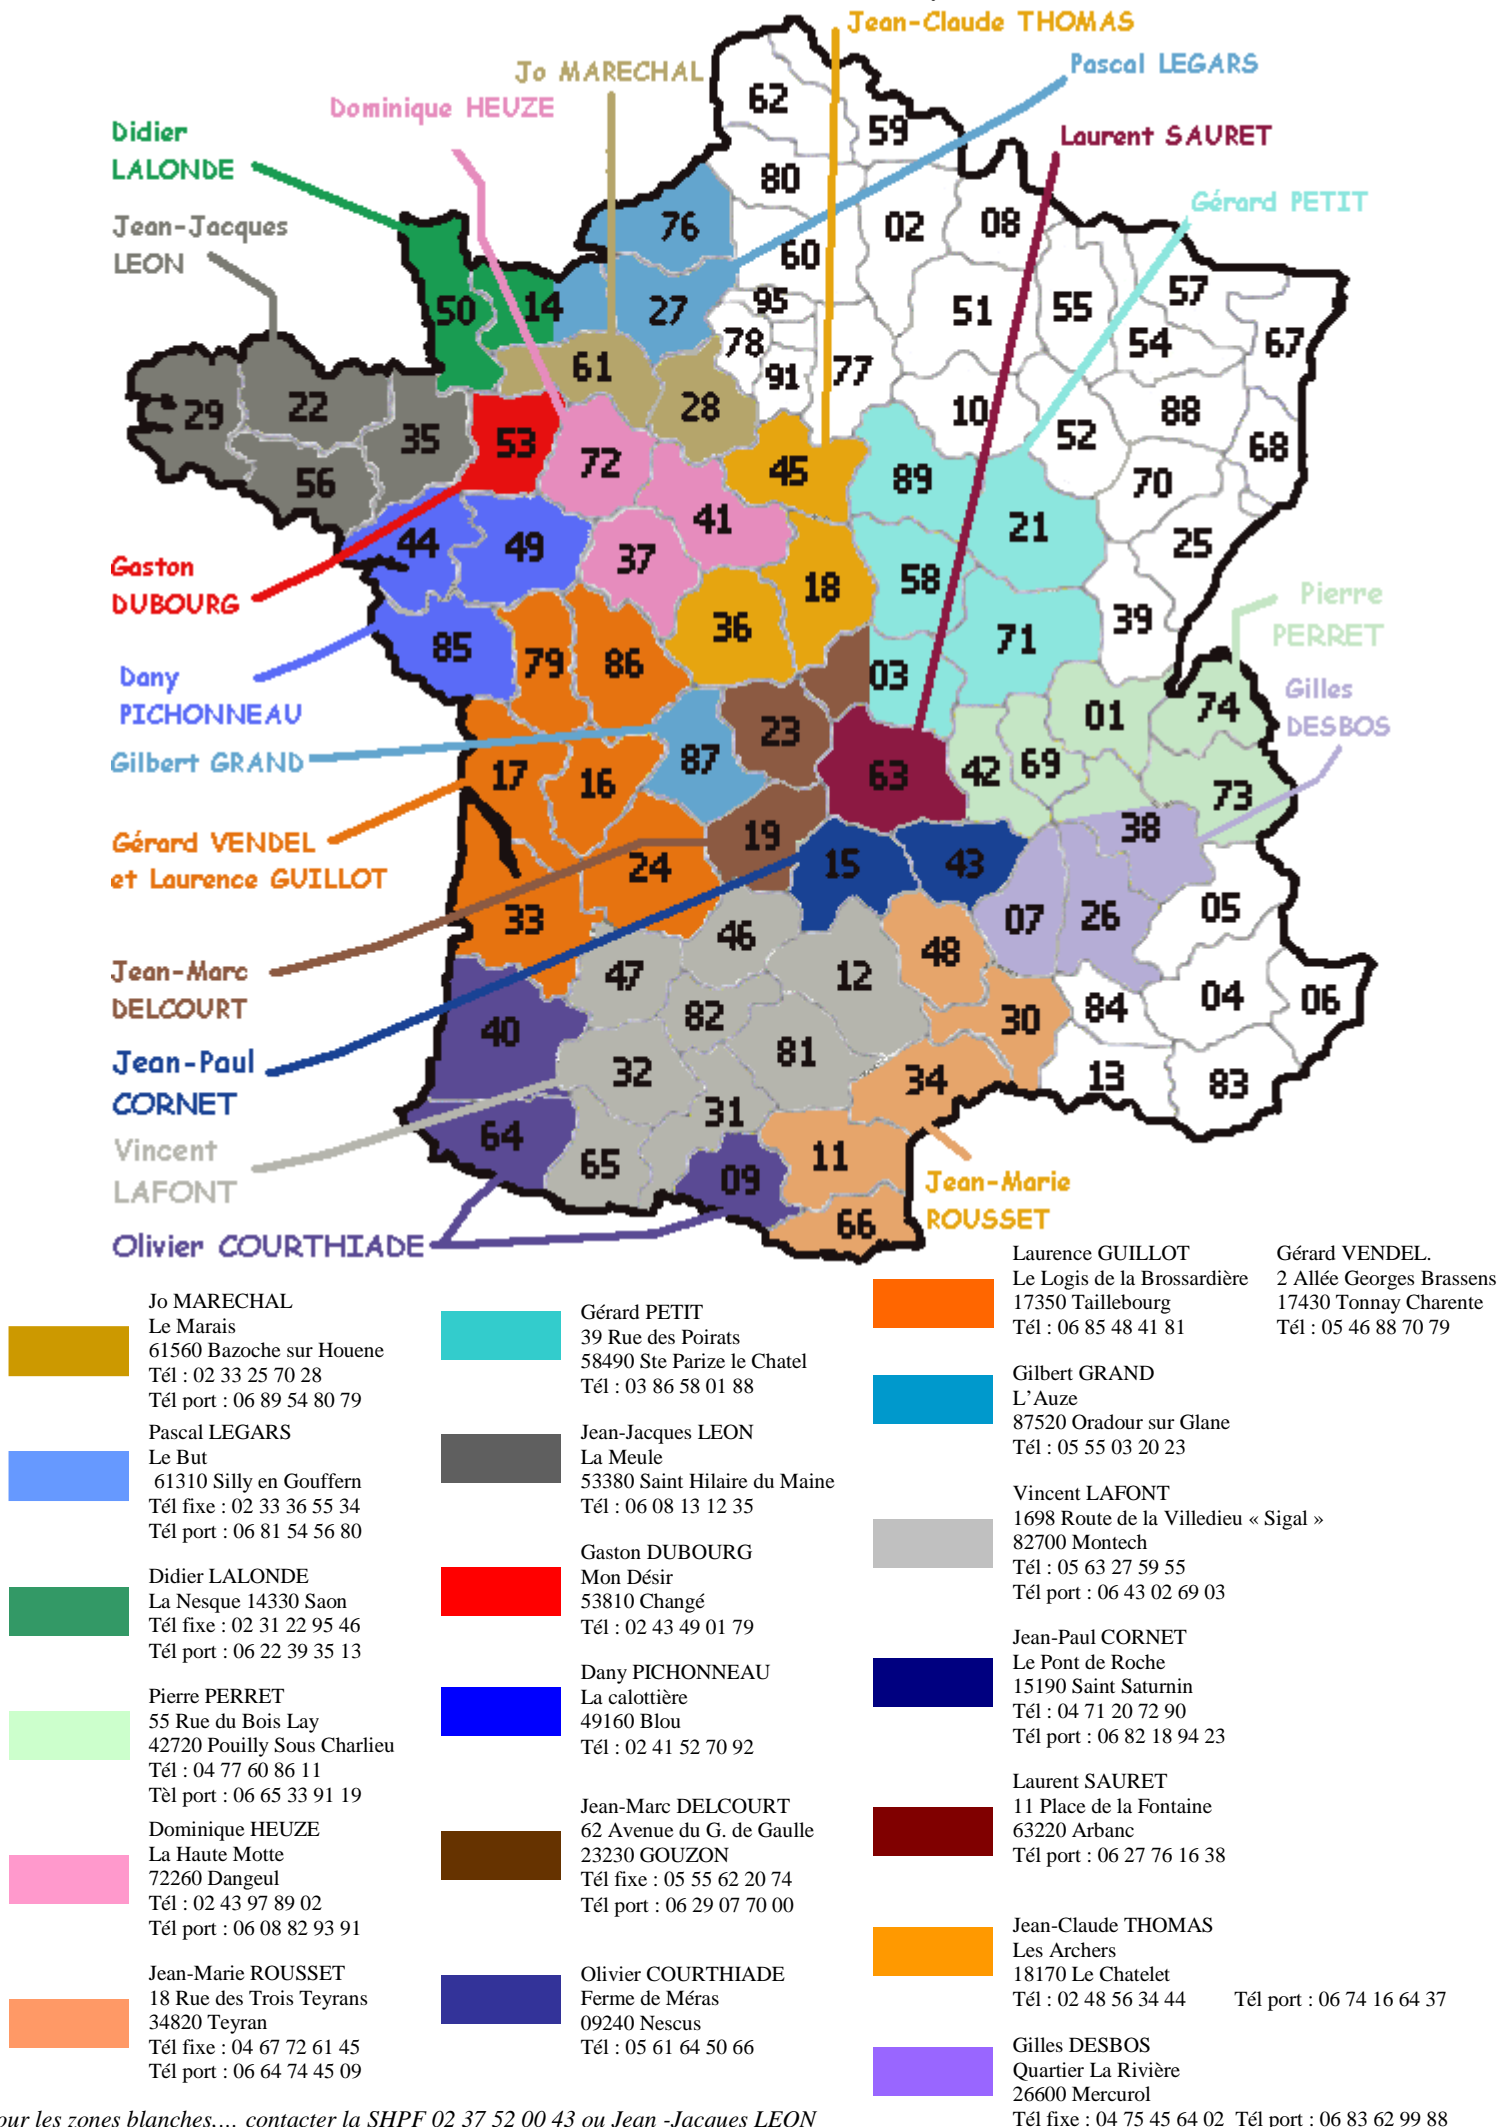 Jean-Claude THOMAS
Jo MARECHAL
Pascal LEGARS
Dominique HEUZE
Didier
LALONDE
Laurent SAURET
Gérard PETIT
Jean-Jacques
LEON
62
59
80
76
60
02
08
50
14
27
95
51
55
57
78
54
67
61
91
77
29
22
35
28
10
52
88
68
53
72
45
89
70
56
41
21
44
49
37
25
58
18
Gaston
DUBOURG
36
39
Pierre
PERRET
85
79
86
71
03
Dany
PICHONNEAU
Gilles
DESBOS
01
74
23
Gilbert GRAND
17
16
87
63
42
69
73
38
Gérard VENDEL
et Laurence GUILLOT
24
19
15
43
33
07
26
05
46
48
Jean-Marc
DELCOURT
47
12
82
30
84
04
06
40
Jean-Paul
CORNET
32
81
34
13
83
31
64
Vincent
LAFONT
65
09
11
Jean-Marie
ROUSSET
66
Olivier COURTHIADE
Jo MARECHAL
Le Marais
61560 Bazoche sur Houene
Tél : 02 33 25 70 28
Tél port : 06 89 54 80 79
Pascal LEGARS
Le But
61310 Silly en Gouffern
Tél fixe : 02 33 36 55 34
Tél port : 06 81 54 56 80
Didier LALONDE
La Nesque 14330 Saon
Tél fixe : 02 31 22 95 46
Tél port : 06 22 39 35 13
Pierre PERRET
55 Rue du Bois Lay
42720 Pouilly Sous Charlieu
Tél : 04 77 60 86 11
Tèl port : 06 65 33 91 19
Dominique HEUZE
La Haute Motte
72260 Dangeul
Tél : 02 43 97 89 02
Tél port : 06 08 82 93 91
Jean-Marie ROUSSET
18 Rue des Trois Teyrans
34820 Teyran
Tél fixe : 04 67 72 61 45
Tél port : 06 64 74 45 09
Gérard PETIT
39 Rue des Poirats
58490 Ste Parize le Chatel
Tél : 03 86 58 01 88
Jean-Jacques LEON
La Meule
53380 Saint Hilaire du Maine
Tél : 06 08 13 12 35
Gaston DUBOURG
Mon Désir
53810 Changé
Tél : 02 43 49 01 79
Dany PICHONNEAU
La calottière
49160 Blou
Tél : 02 41 52 70 92
Jean-Marc DELCOURT
62 Avenue du G. de Gaulle
23230 GOUZON
Tél fixe : 05 55 62 20 74
Tél port : 06 29 07 70 00
Olivier COURTHIADE
Ferme de Méras
09240 Nescus
Tél : 05 61 64 50 66
Laurence GUILLOT
Le Logis de la Brossardière
17350 Taillebourg
Tél : 06 85 48 41 81
Gérard VENDEL.
2 Allée Georges Brassens
17430 Tonnay Charente
Tél : 05 46 88 70 79
Gilbert GRAND
L'Auze
87520 Oradour sur Glane
Tél : 05 55 03 20 23
Vincent LAFONT
1698 Route de la Villedieu « Sigal »
82700 Montech
Tél : 05 63 27 59 55
Tél port : 06 43 02 69 03
Jean-Paul CORNET
Le Pont de Roche
15190 Saint Saturnin
Tél : 04 71 20 72 90
Tél port : 06 82 18 94 23
Laurent SAURET
11 Place de la Fontaine
63220 Arbanc
Tél port : 06 27 76 16 38
Jean-Claude THOMAS
Les Archers
18170 Le Chatelet
Tél : 02 48 56 34 44 Tél port : 06 74 16 64 37
Gilles DESBOS
Quartier La Rivière
26600 Mercurol
Tél fixe : 04 75 45 64 02 Tél port : 06 83 62 99 88
our les zones blanches.… contacter la SHPF 02 37 52 00 43 ou Jean -Jacques LEON